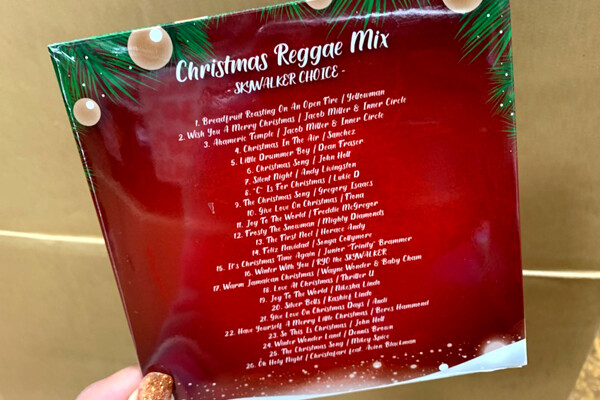 Christmas Reggae Mix
- SKYWALKER CHOICE -
1. Breadfruit Roasting On An Open Fire / Yellowman
2. Wish You A Merry Christmas / Jacob Miller & Inner Circle
3. Ahameric Temple / Jacob Miller & Inner Circle
4. Christmas In The Air / Sanchez
5. Little Drummer Boy / Dean Fraser
6. Christmas Song / John Holt
7. Silent Night / Andy Livingston
8. "C" Is For Christmas / Lukie D
9. The Christmas Song / Gregory Isaacs
10. Give Love On Christmas / Fiona
11. Joy To The World / Freddie McGregor
12. Frosty The Snowman / Mighty Diamonds
13. The First Noel / Horace Andy
14. Feliz Navidad / Sonya Collymore
15. It's Christmas Time Again / Junior "Trinity" Brammer
16. Winter With You / RYO the SKYWALKER
17. Warm Jamaican Christmas / Wayne Wonder & Baby Cham
18. Love At Christmas / Thriller U
19. Joy To The World / Nikesha Lindo
20. Silver Bells / Kashief Lindo
21. Give Love On Christmas Days / Andi
22. Have Yourself A Merry Little Christmas / Beres Hammond
23. So This Is Christmas / John Holt
24. Winter Wonder Land / Dennis Brown
25. The Christmas Song / Mikey Spice
26. Oh Holy Night / Christafari feat. Avion Blackman